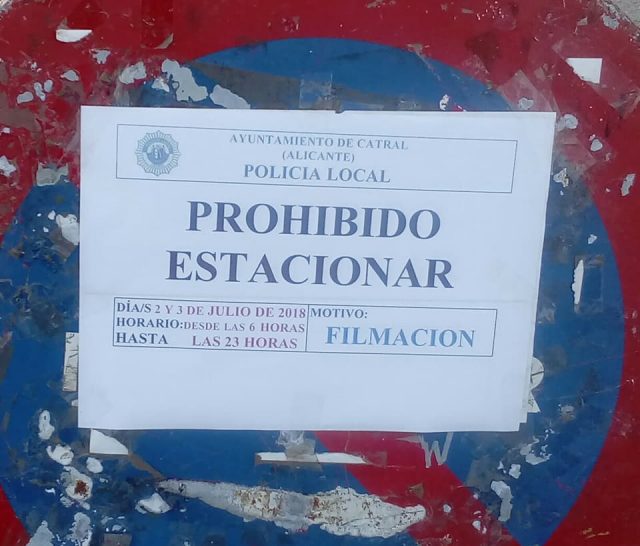 AYUNTAMIENTO DE CATRAL
(ALICANTE)
POLICIA LOCAL
PROHIBIDO
ESTACIONAR
DÍA/S 2 Y 3 DE JULIO DE 2018
HORARIO: DESDE LAS 6 HORAS
HASTA LAS 23 HORAS
MOTIVO:
FILMACION